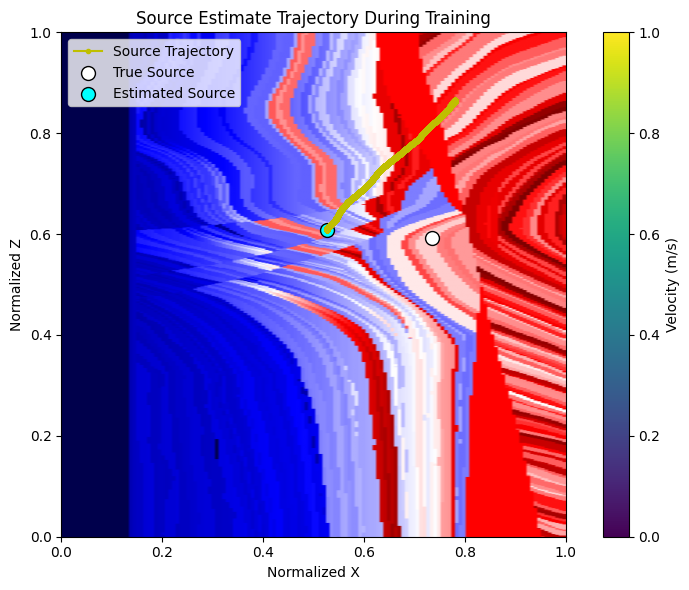 Source Estimate Trajectory During Training
Source Trajectory
True Source
Estimated Source
1.0
0.8
0.6
0.4
0.2
0.0
Normalized Z
0.0 0.2 0.4 0.6 0.8 1.0
Normalized X
1.0
0.8
0.6
0.4
0.2
0.0
Velocity (m/s)